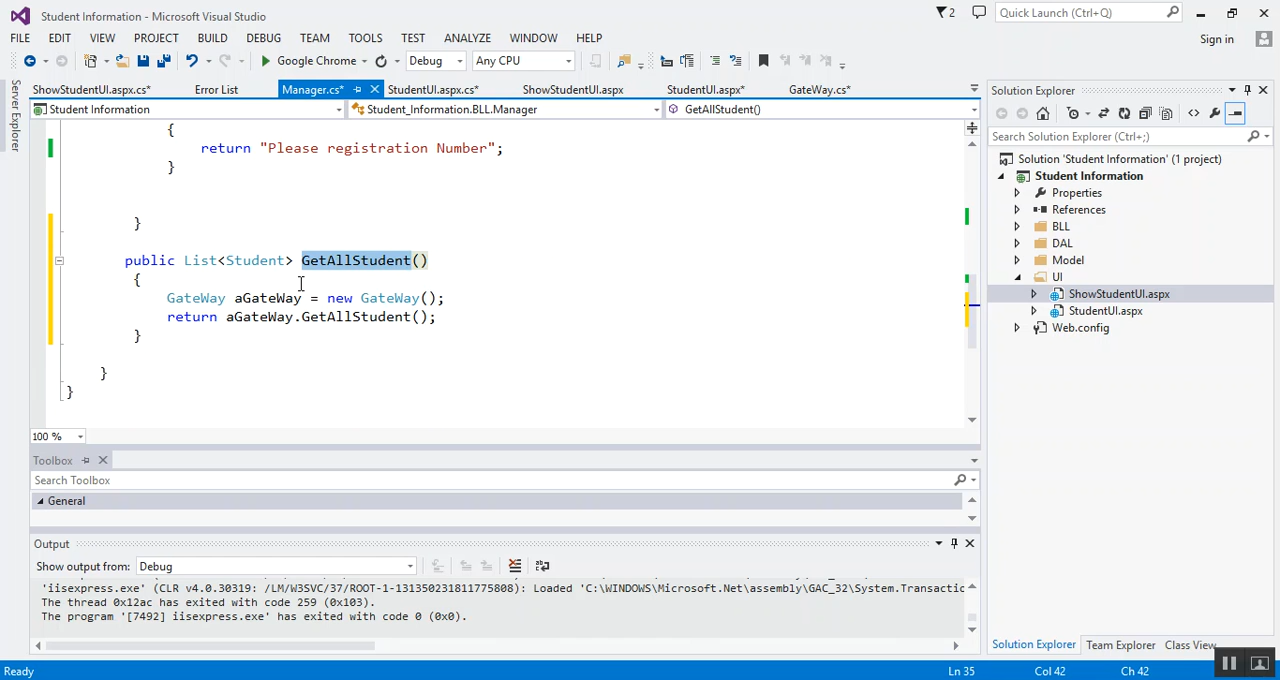 Student Information - Microsoft Visual Studio
2
Quick Launch (Ctrl+Q)
FILE EDIT VIEW PROJECT BUILD DEBUG TEAM TOOLS TEST ANALYZE WINDOW HELP
Sign in
Google Chrome Debug Any CPU
Server Explorer
ShowStudentUI.aspx.cs* Error List Manager.cs* StudentUI.aspx.cs* ShowStudentUI.aspx StudentUI.aspx* GateWay.cs*
Student Information Student_Information.BLL.Manager GetAllStudent()
{
return "Please registration Number";
}
}
public List<Student> GetAllStudent()
{
GateWay aGateWay = new GateWay();
return aGateWay.GetAllStudent();
}
}
}
100 %
Toolbox
Search Toolbox
General
Output
Show output from: Debug
'iisexpress.exe' (CLR v4.0.30319: /LM/W3SVC/37/ROOT-1-131350231811775808): Loaded 'C:\WINDOWS\Microsoft.Net\assembly\GAC_32\System.Transactio
The thread 0x12ac has exited with code 259 (0x103).
The program '[7492] iisexpress.exe' has exited with code 0 (0x0).
Solution Explorer
Search Solution Explorer (Ctrl+;)
Solution 'Student Information' (1 project)
Student Information
Properties
References
BLL
DAL
Model
UI
ShowStudentUI.aspx
StudentUI.aspx
Web.config
Solution Explorer Team Explorer Class View
Ready Ln 35 Col 42 Ch 42